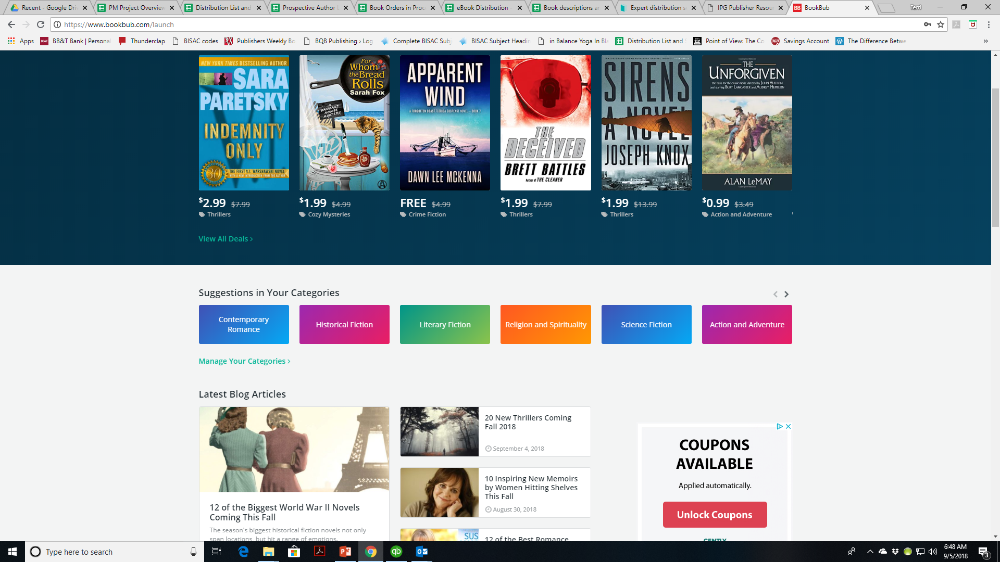 Recent - Google Dri
PM Project Overview
Distribution List and
Prospective Author L
Book Orders in Proc
eBook Distribution -
Book descriptions a
Expert distribution s
IPG Publisher Resou
BookBub
Terri
https://www.bookbub.com/launch
Apps
BB&T Bank | Personal
Thunderclap
BISAC codes
Publishers Weekly Bo
BQB Publishing › Log
Complete BISAC Subj
BISAC Subject Headin
in Balance Yoga In Bl
Distribution List and S
Point of View: The Co
Savings Account
The Difference Betwe
»
NEW YORK TIMES BESTSELLING AUTHOR
SARA
PARETSKY
INDEMNITY
ONLY
30
THE FIRST V.I. WARSHAWSKI NOVEL
WITH A NEW INTRODUCTION FROM THE AUTHOR
$2.99 $7.99
Thrillers
For
Whom
the Bread
Rolls
Sarah Fox
A
PANCAKE
HOUSE
MYSTERY
$1.99 $4.99
Cozy Mysteries
APPARENT
WIND
A FORGOTTEN COAST FLORIDA SUSPENSE NOVEL – BOOK 7
DAWN LEE MCKENNA
FREE $4.99
Crime Fiction
THE
DECEIVED
BRETT BATTLES
Author of THE CLEANER
$1.99 $7.99
Thrillers
"RAZOR-SHARP URBAN NOIR–VERY SPECIAL INDEED." –LEE CHILD
SIRENS
A NOVEL
JOSEPH KNOX
$1.99 $13.99
Thrillers
THE
UNFORGIVEN
The basis for the classic movie directed by JOHN HUSTON
and starring BURT LANCASTER and AUDREY HEPBURN
ALAN LeMAY
$0.99 $3.49
Action and Adventure
View All Deals ›
Suggestions in Your Categories
Contemporary
Romance
Historical Fiction
Literary Fiction
Religion and Spirituality
Science Fiction
Action and Adventure
Manage Your Categories ›
Latest Blog Articles
12 of the Biggest World War II Novels
Coming This Fall
The season's biggest historical fiction novels not only
span locations, but hit a range of emotions.
20 New Thrillers Coming
Fall 2018
September 4, 2018
10 Inspiring New Memoirs
by Women Hitting Shelves
This Fall
August 30, 2018
SUS
12 of the Best Romance
COUPONS
AVAILABLE
Applied automatically.
Unlock Coupons
CENTLY
Type here to search
6:48 AM
9/5/2018
3